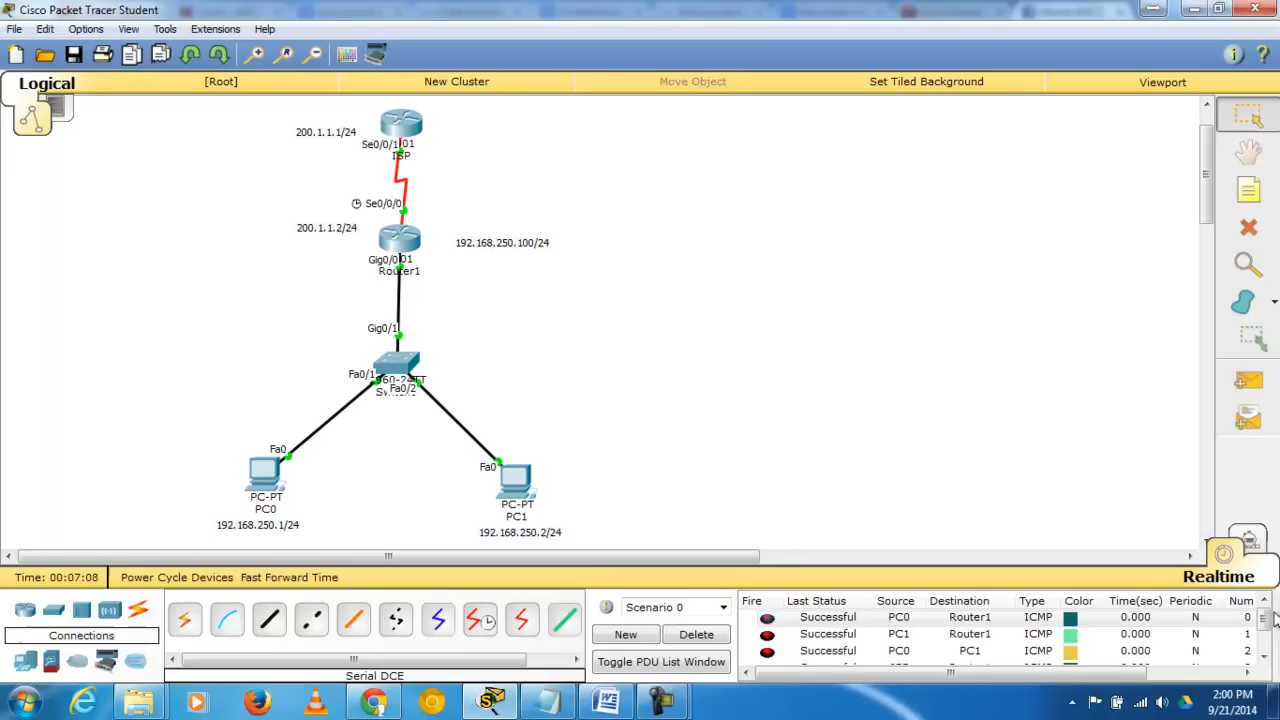 Cisco Packet Tracer Student
File Edit Options View Tools Extensions Help
Logical [Root] New Cluster Move Object Set Tiled Background Viewport
200.1.1.1/24
Se0/0/1 01
ISP
Se0/0/0
200.1.1.2/24
192.168.250.100/24
Gig0/0 01
Router1
Gig0/1
Fa0/1
60-24TT
Fa0/2
Fa0
Fa0
PC-PT
PC0
192.168.250.1/24
PC-PT
PC1
192.168.250.2/24
Time: 00:07:08 Power Cycle Devices Fast Forward Time
Realtime
Connections
Serial DCE
Scenario 0
New Delete
Toggle PDU List Window
Fire Last Status Source Destination Type Color Time(sec) Periodic Num
Successful PC0 Router1 ICMP 0.000 N 0
Successful PC1 Router1 ICMP 0.000 N 1
Successful PC0 PC1 ICMP 0.000 N 2
2:00 PM
9/21/2014